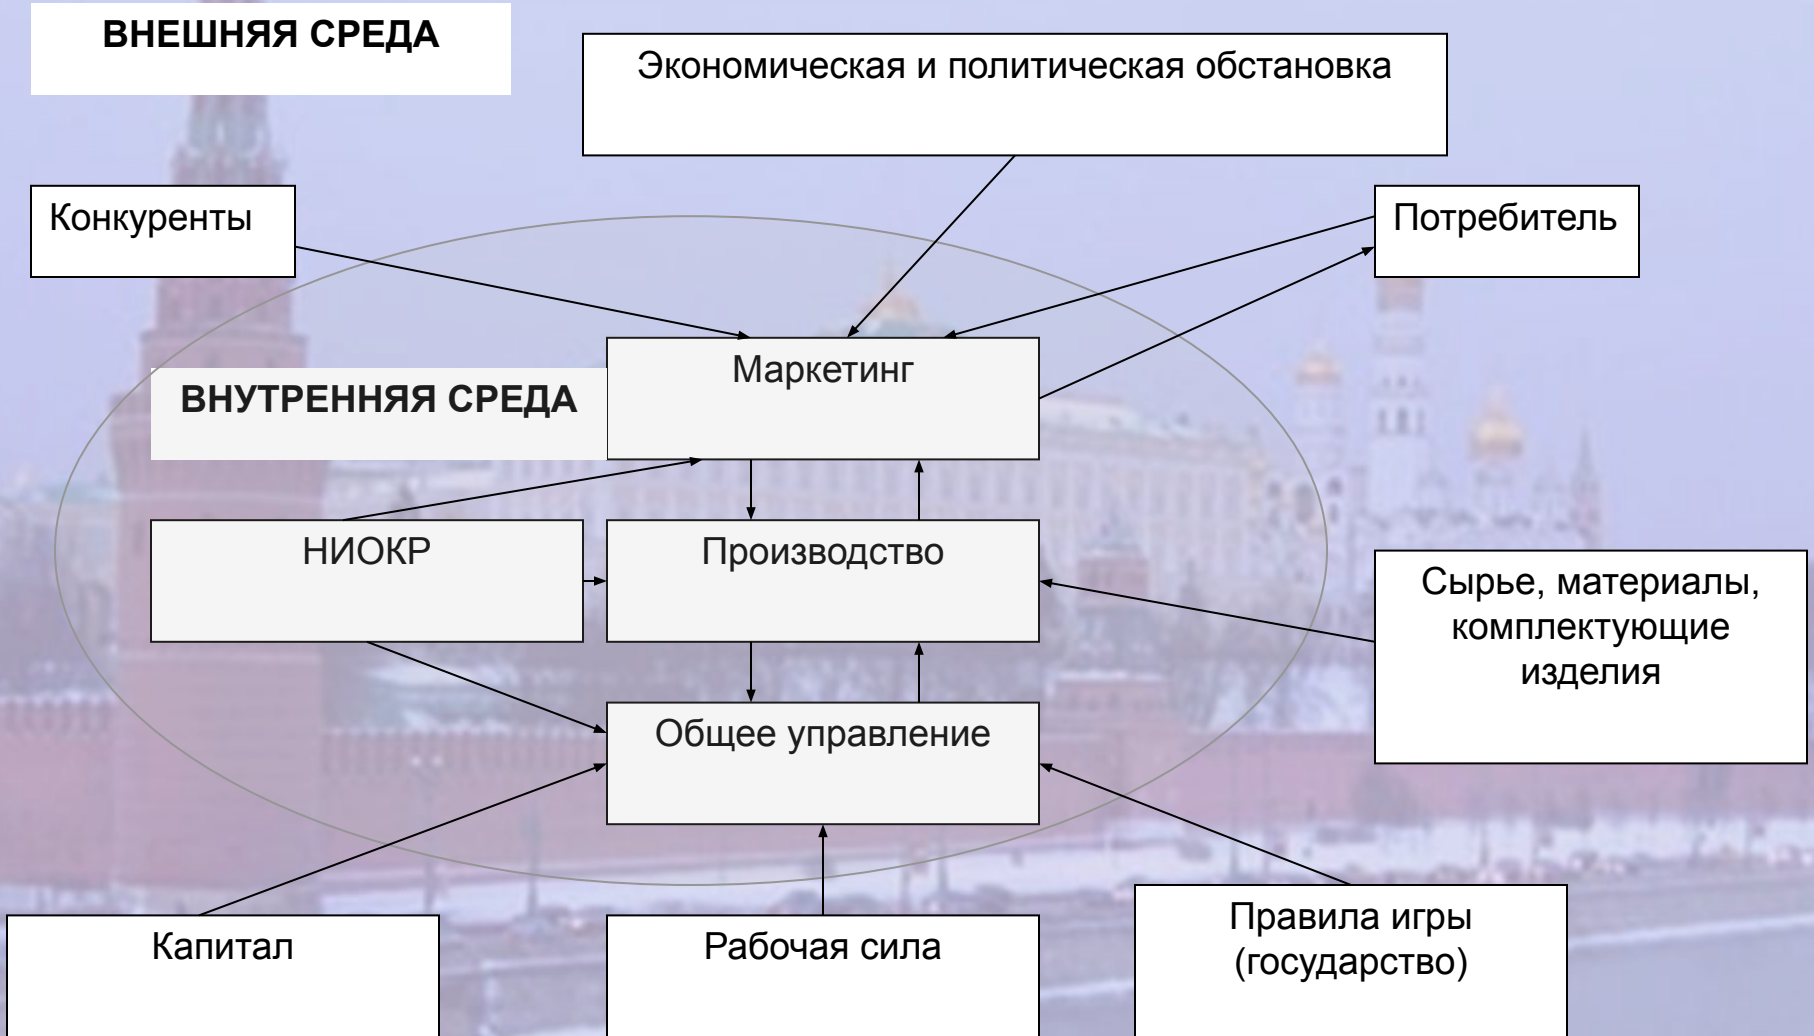 ВНЕШНЯЯ СРЕДА
Экономическая и политическая обстановка
Конкуренты
Потребитель
Маркетинг
ВНУТРЕННЯЯ СРЕДА
НИОКР
Производство
Сырье, материалы,
комплектующие
изделия
Общее управление
Капитал
Рабочая сила
Правила игры
(государство)